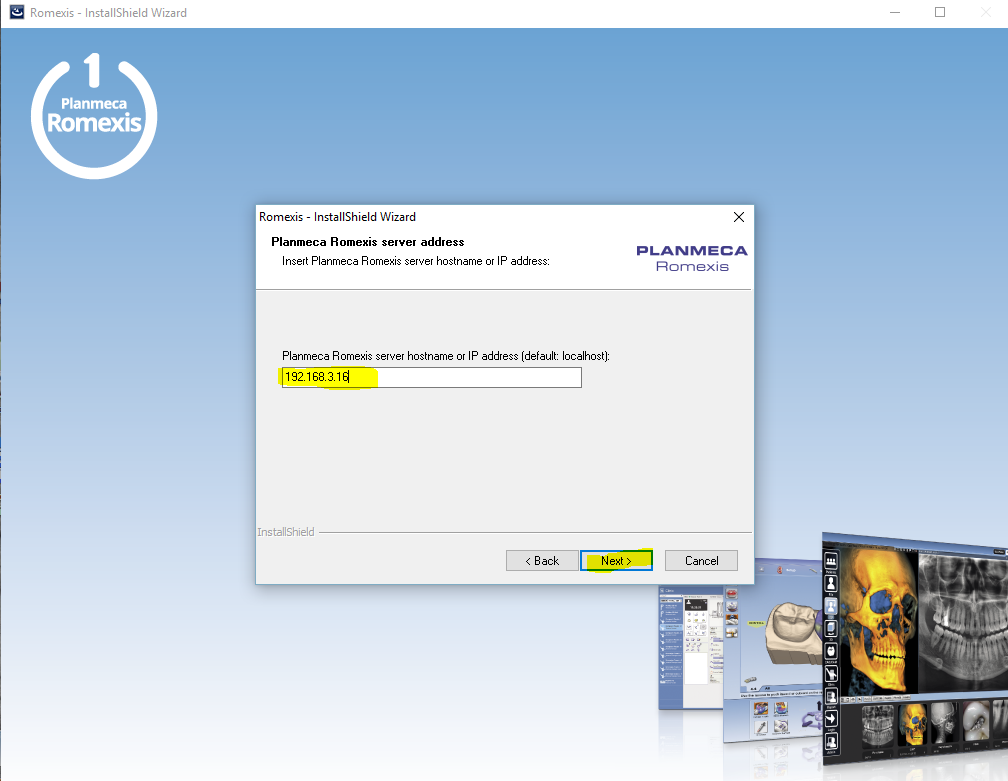 Romexis - InstallShield Wizard
1
Planmeca
Romexis
Romexis - InstallShield Wizard
Planmeca Romexis server address
Insert Planmeca Romexis server hostname or IP address:
PLANMECA
Romexis
Planmeca Romexis server hostname or IP address (default: localhost):
192.168.3.16
InstallShield
< Back
Next >
Cancel